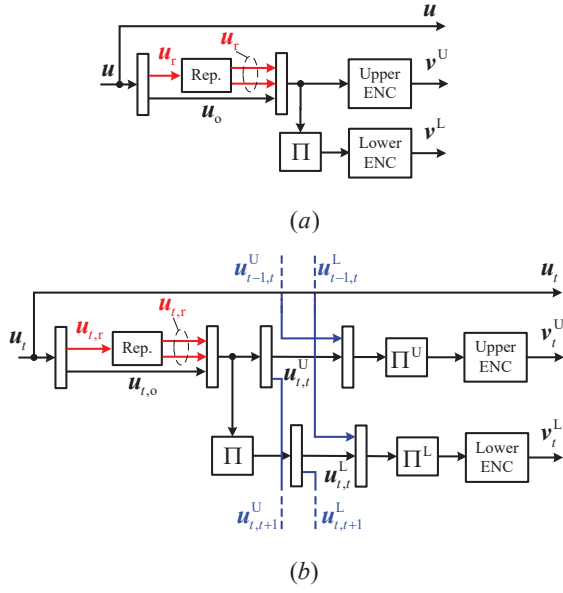 u
u_r u_r v^U
u Rep. Upper ENC
u_o
v^L
Π Lower ENC
(a)
u^U_{t−1,t} u^L_{t−1,t} u_t
u_{t,r} u_{t,r}
u_t Rep. Π^U Upper ENC v^U_t
u_{t,o} u^U_{t,t}
Π Π^L Lower ENC v^L_t
u^L_{t,t}
u^U_{t,t+1} u^L_{t,t+1}
(b)